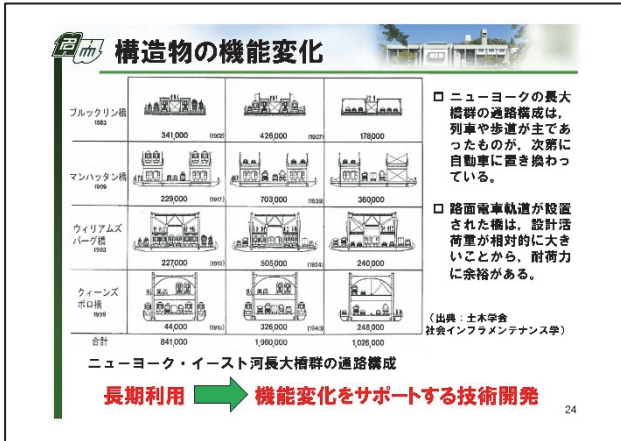 構造物の機能変化
ブルックリン橋
1883
341,000 (1902)
426,000 (1907)
178,000
マンハッタン橋
1909
229,000 (1917)
703,000 (1939)
360,000
ウィリアムズ
バーグ橋
1903
227,000 (1910)
505,000 (1924)
240,000
クィーンズ
ボロ橋
1909
44,000 (1910)
326,000 (1940)
248,000
合計
841,000
1,960,000
1,026,000
ニューヨーク・イースト河長大橋群の通路構成
□ ニューヨークの長大
橋群の通路構成は，
列車や歩道が主であ
ったものが，次第に
自動車に置き換わっ
ている。
□ 路面電車軌道が設置
された橋は，設計活
荷重が相対的に大き
いことから，耐荷力
に余裕がある。
（出典：土木学会
社会インフラメンテナンス学）
長期利用 機能変化をサポートする技術開発
24